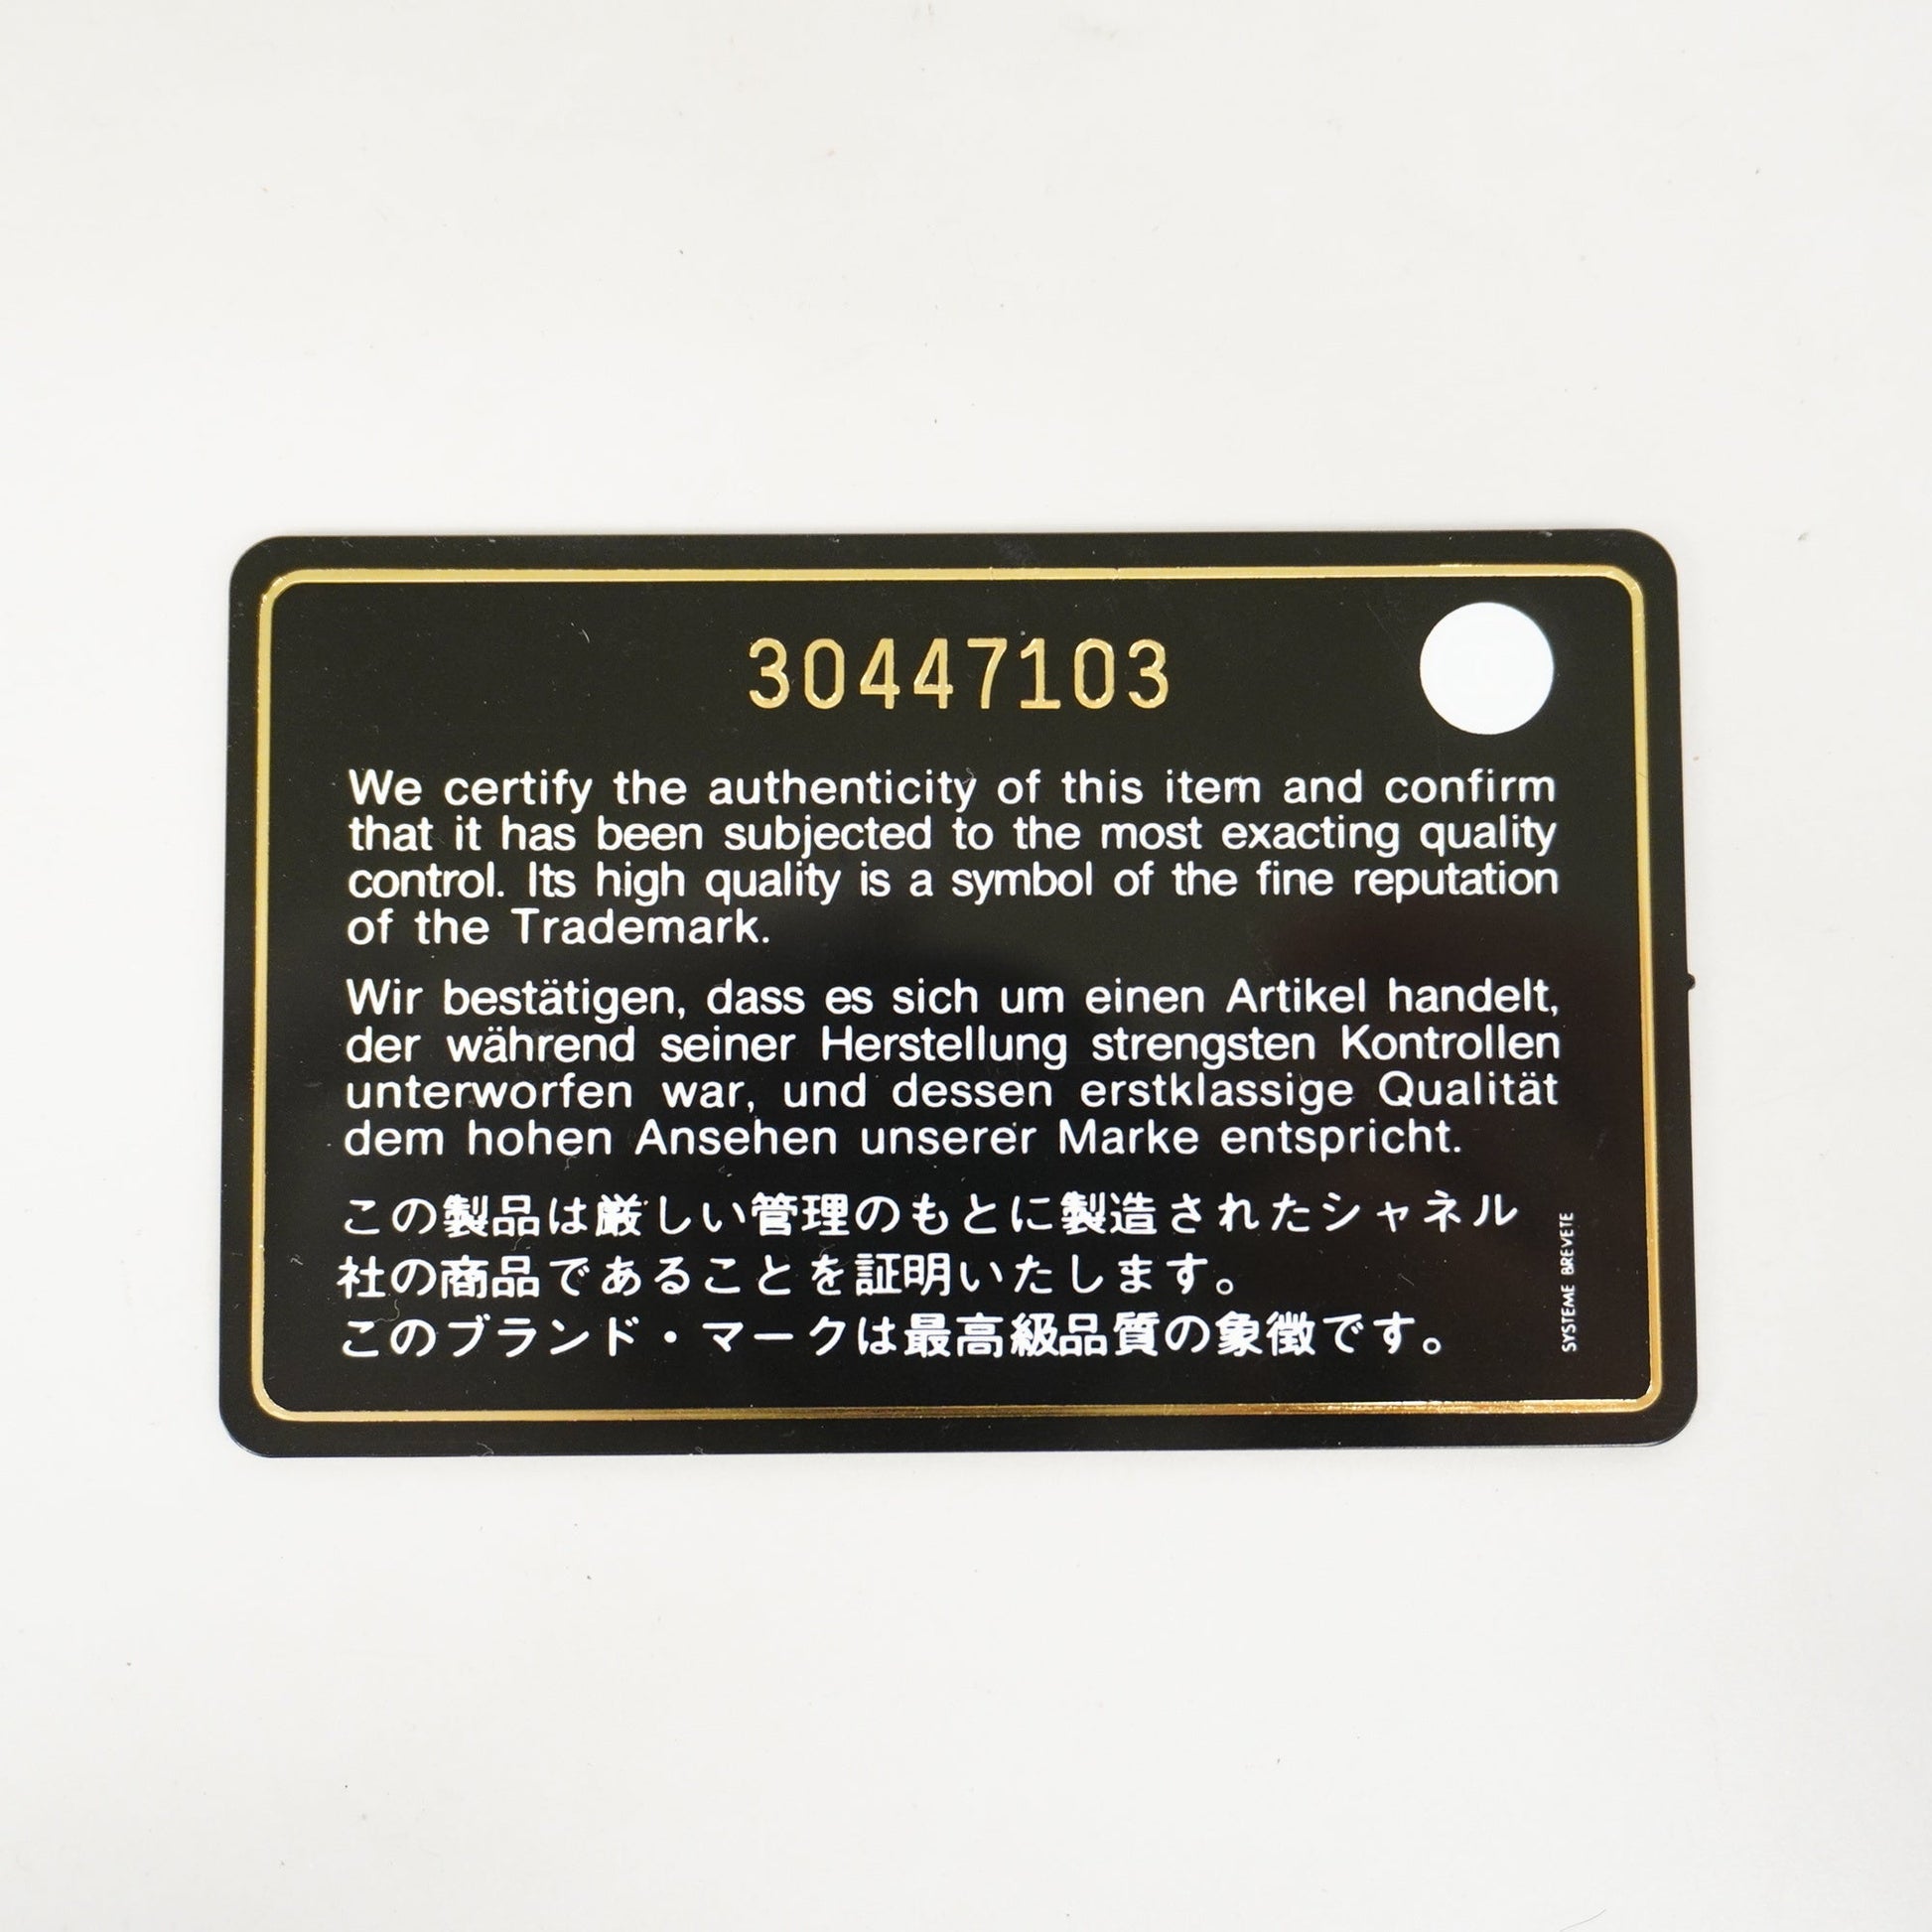 30447103
We certify the authenticity of this item and confirm
that it has been subjected to the most exacting quality
control. Its high quality is a symbol of the fine reputation
of the Trademark.
Wir bestätigen, dass es sich um einen Artikel handelt,
der während seiner Herstellung strengsten Kontrollen
unterworfen war, und dessen erstklassige Qualität
dem hohen Ansehen unserer Marke entspricht.
この製品は厳しい管理のもとに製造されたシャネル
社の商品であることを証明いたします。
このブランド・マークは最高級品質の象徴です。
SYSTEME BREVETE